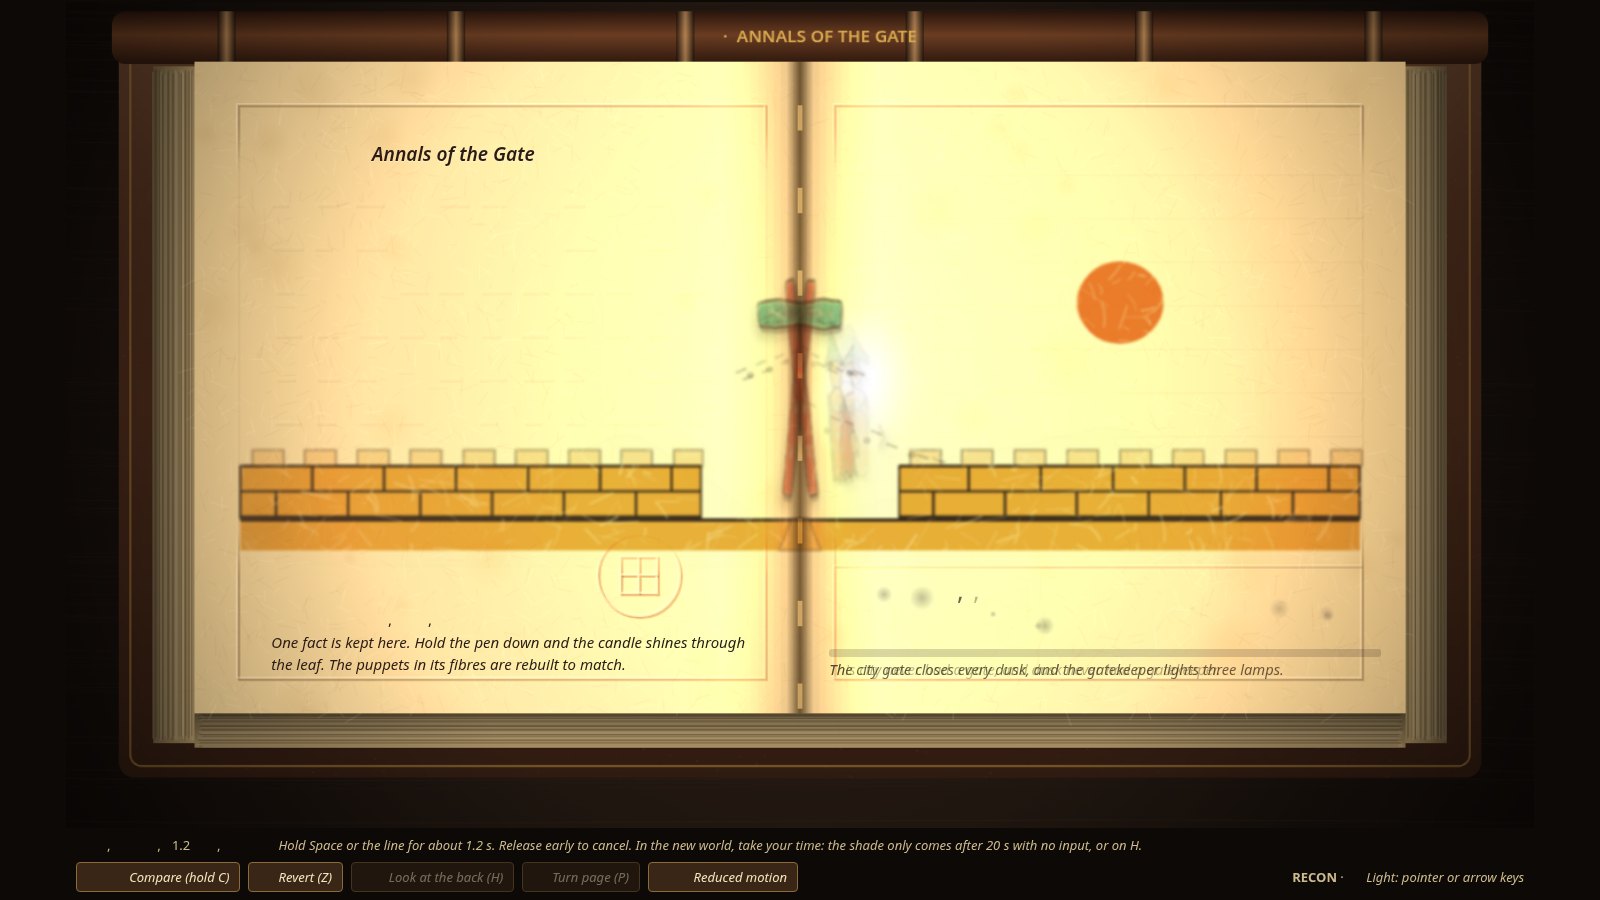 · ANNALS OF THE GATE
Annals of the Gate
One fact is kept here. Hold the pen down and the candle shines through
the leaf. The puppets in its fibres are rebuilt to match.
The city gate closes every dusk, and the gatekeeper lights three lamps.
, , 1.2 ,
Hold Space or the line for about 1.2 s. Release early to cancel. In the new world, take your time: the shade only comes after 20 s with no input, or on H.
Compare (hold C)
Revert (Z)
Look at the back (H)
Turn page (P)
Reduced motion
RECON ·
Light: pointer or arrow keys